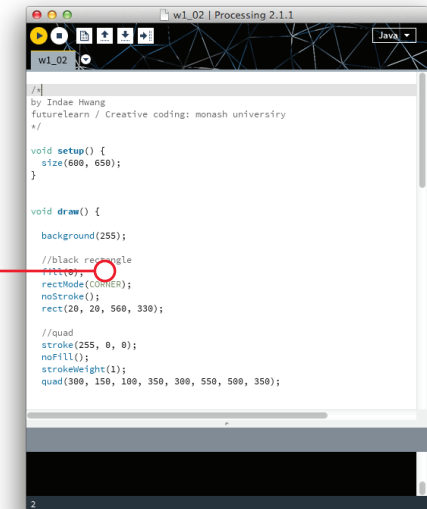 w1_02 | Processing 2.1.1
Java
w1_02
/*
by Indae Hwang
futurelearn / Creative coding: monash universiry
*/
void setup() {
size(600, 650);
}
void draw() {
background(255);
//black rectangle
fill(0);
rectMode(CORNER);
noStroke();
rect(20, 20, 560, 330);
//quad
stroke(255, 0, 0);
noFill();
strokeWeight(1);
quad(300, 150, 100, 350, 300, 550, 500, 350);
2